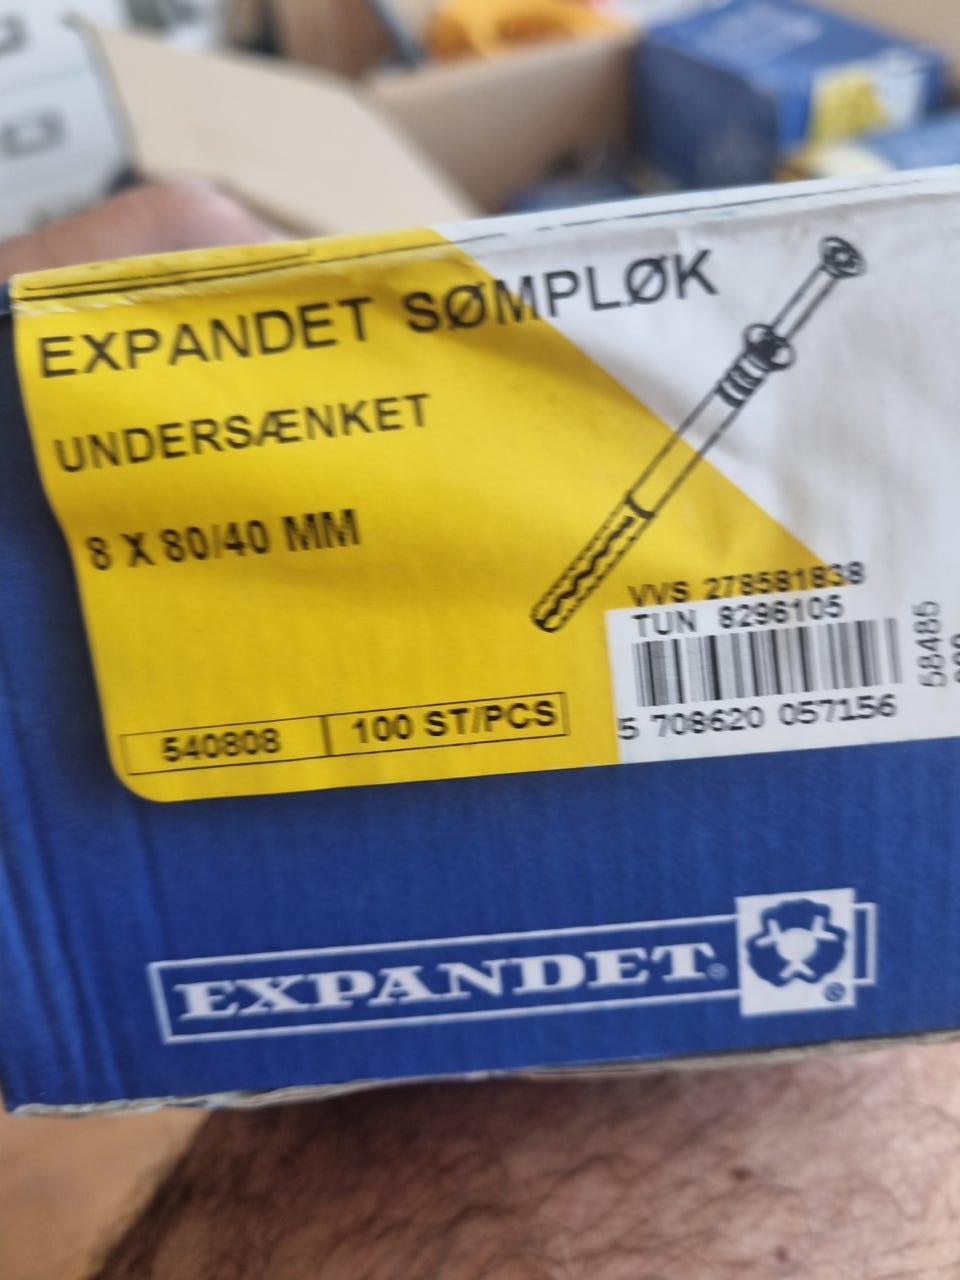 EXPANDET SØMPLØK
UNDERSÆNKET
8 X 80/40 MM
VVS 278581838
TUN 8296105
5 708620 057156
58485
540808 100 ST/PCS
EXPANDET®